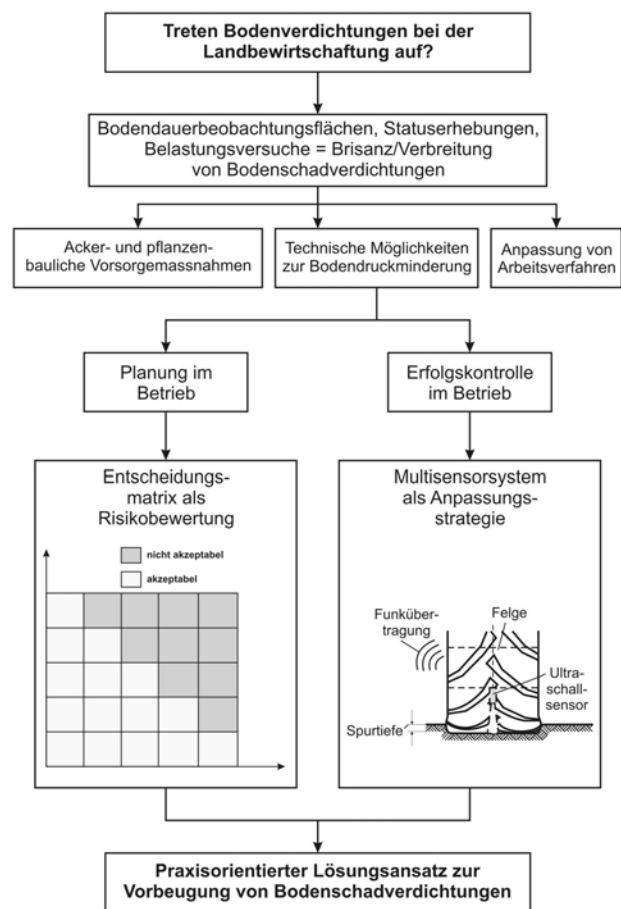 Treten Bodenverdichtungen bei der
Landbewirtschaftung auf?
Bodendauerbeobachtungsflächen, Statuserhebungen,
Belastungsversuche = Brisanz/Verbreitung
von Bodenschadverdichtungen
Acker- und pflanzen-
bauliche Vorsorgemassnahmen
Technische Möglichkeiten
zur Bodendruckminderung
Anpassung von
Arbeitsverfahren
Planung im
Betrieb
Erfolgskontrolle
im Betrieb
Entscheidungs-
matrix als
Risikobewertung
nicht akzeptabel
akzeptabel
Multisensorsystem
als Anpassungs-
strategie
Funküber-
tragung
Felge
Ultra-
schall-
sensor
Spurtiefe
Praxisorientierter Lösungsansatz zur
Vorbeugung von Bodenschadverdichtungen